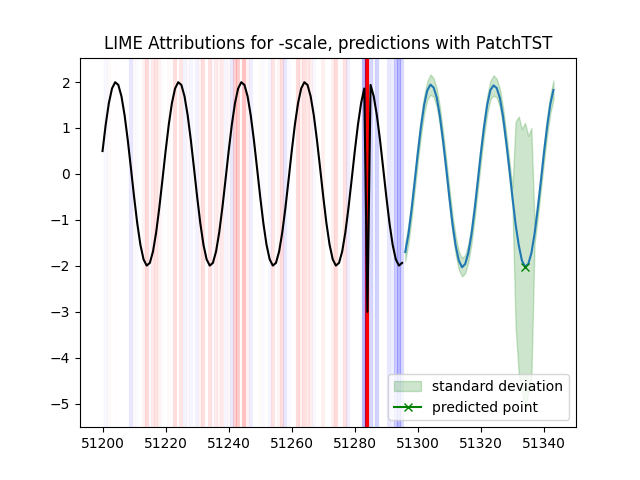 LIME Attributions for -scale, predictions with PatchTST
2
1
0
−1
−2
−3
−4
−5
standard deviation
predicted point
51200 51220 51240 51260 51280 51300 51320 51340